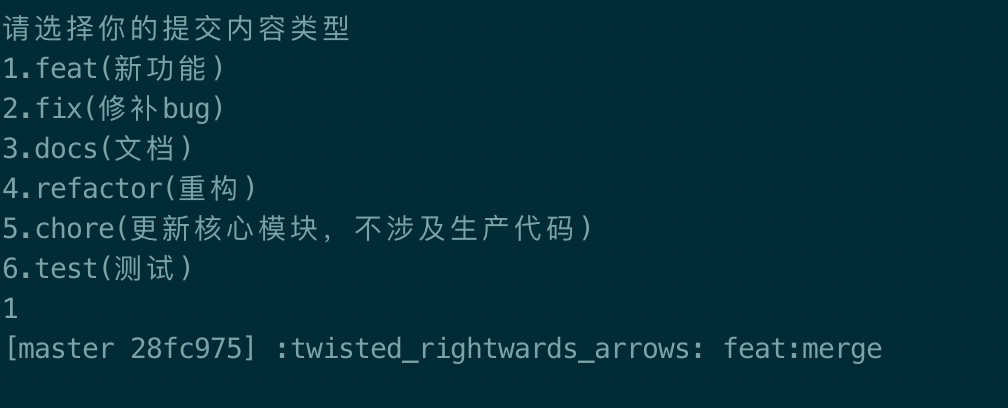 请选择你的提交内容类型
1.feat(新功能)
2.fix(修补bug)
3.docs(文档)
4.refactor(重构)
5.chore(更新核心模块，不涉及生产代码)
6.test(测试)
1
[master 28fc975] :twisted_rightwards_arrows: feat:merge